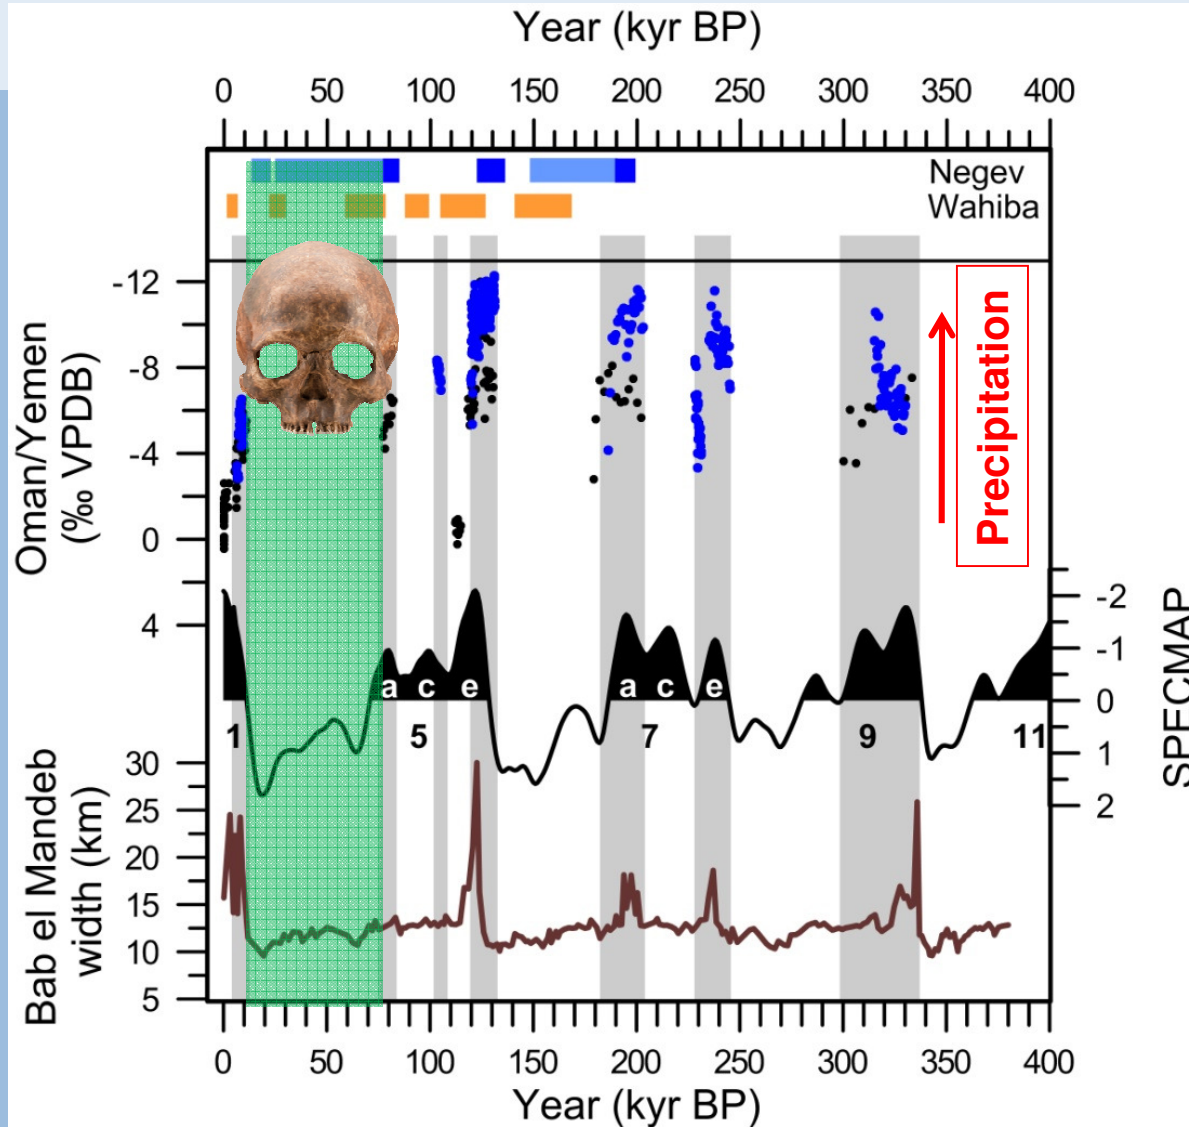 Year (kyr BP)
0 50 100 150 200 250 300 350 400
Negev
Wahiba
Oman/Yemen
(‰ VPDB)
-12
-8
-4
0
4
Precipitation
-2
-1
0
1
2
SPECMAP
a c e a c e
1 5 7 9 11
Bab el Mandeb
width (km)
30
25
20
15
10
5
0 50 100 150 200 250 300 350 400
Year (kyr BP)